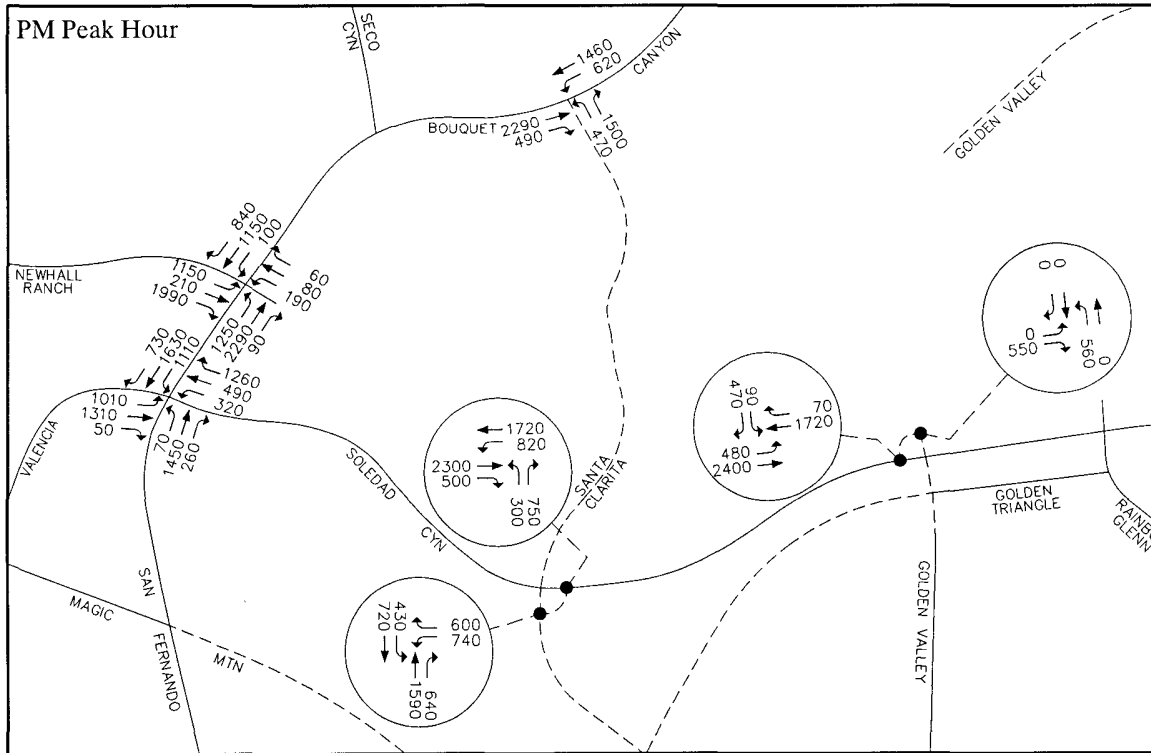 PM Peak Hour
SECO
CYN
CANYON
1460
620
BOUQUET
2290
490
1500
470
GOLDEN VALLEY
840
1150
100
NEWHALL
RANCH
1150
210
1990
60
80
190
1250
2290
90
730
1630
1110
1260
490
320
1010
1310
50
70
1450
260
VALENCIA
SOLEDAD
CYN
1720
820
2300
500
750
300
SANTA
CLARITA
90
470
70
1720
480
2400
0
0
0
550
560
0
GOLDEN
TRIANGLE
RAINBO
GLENN
GOLDEN VALLEY
430
720
600
740
640
1590
SAN
FERNANDO
MAGIC
MTN